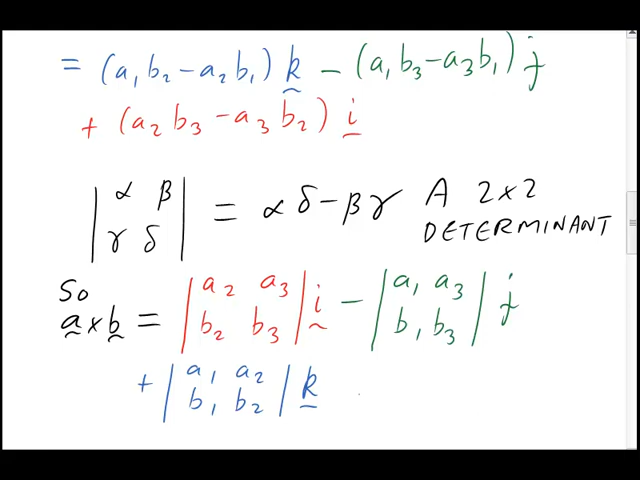 = (a₁b₂ − a₂b₁) k − (a₁b₃ − a₃b₁) j
+ (a₂b₃ − a₃b₂) i
| α β | = αδ − βγ A 2×2
| γ δ | DETERMINANT
So
a × b = | a₂ a₃ | i − | a₁ a₃ | j
| b₂ b₃ | | b₁ b₃ |
+ | a₁ a₂ | k
| b₁ b₂ |